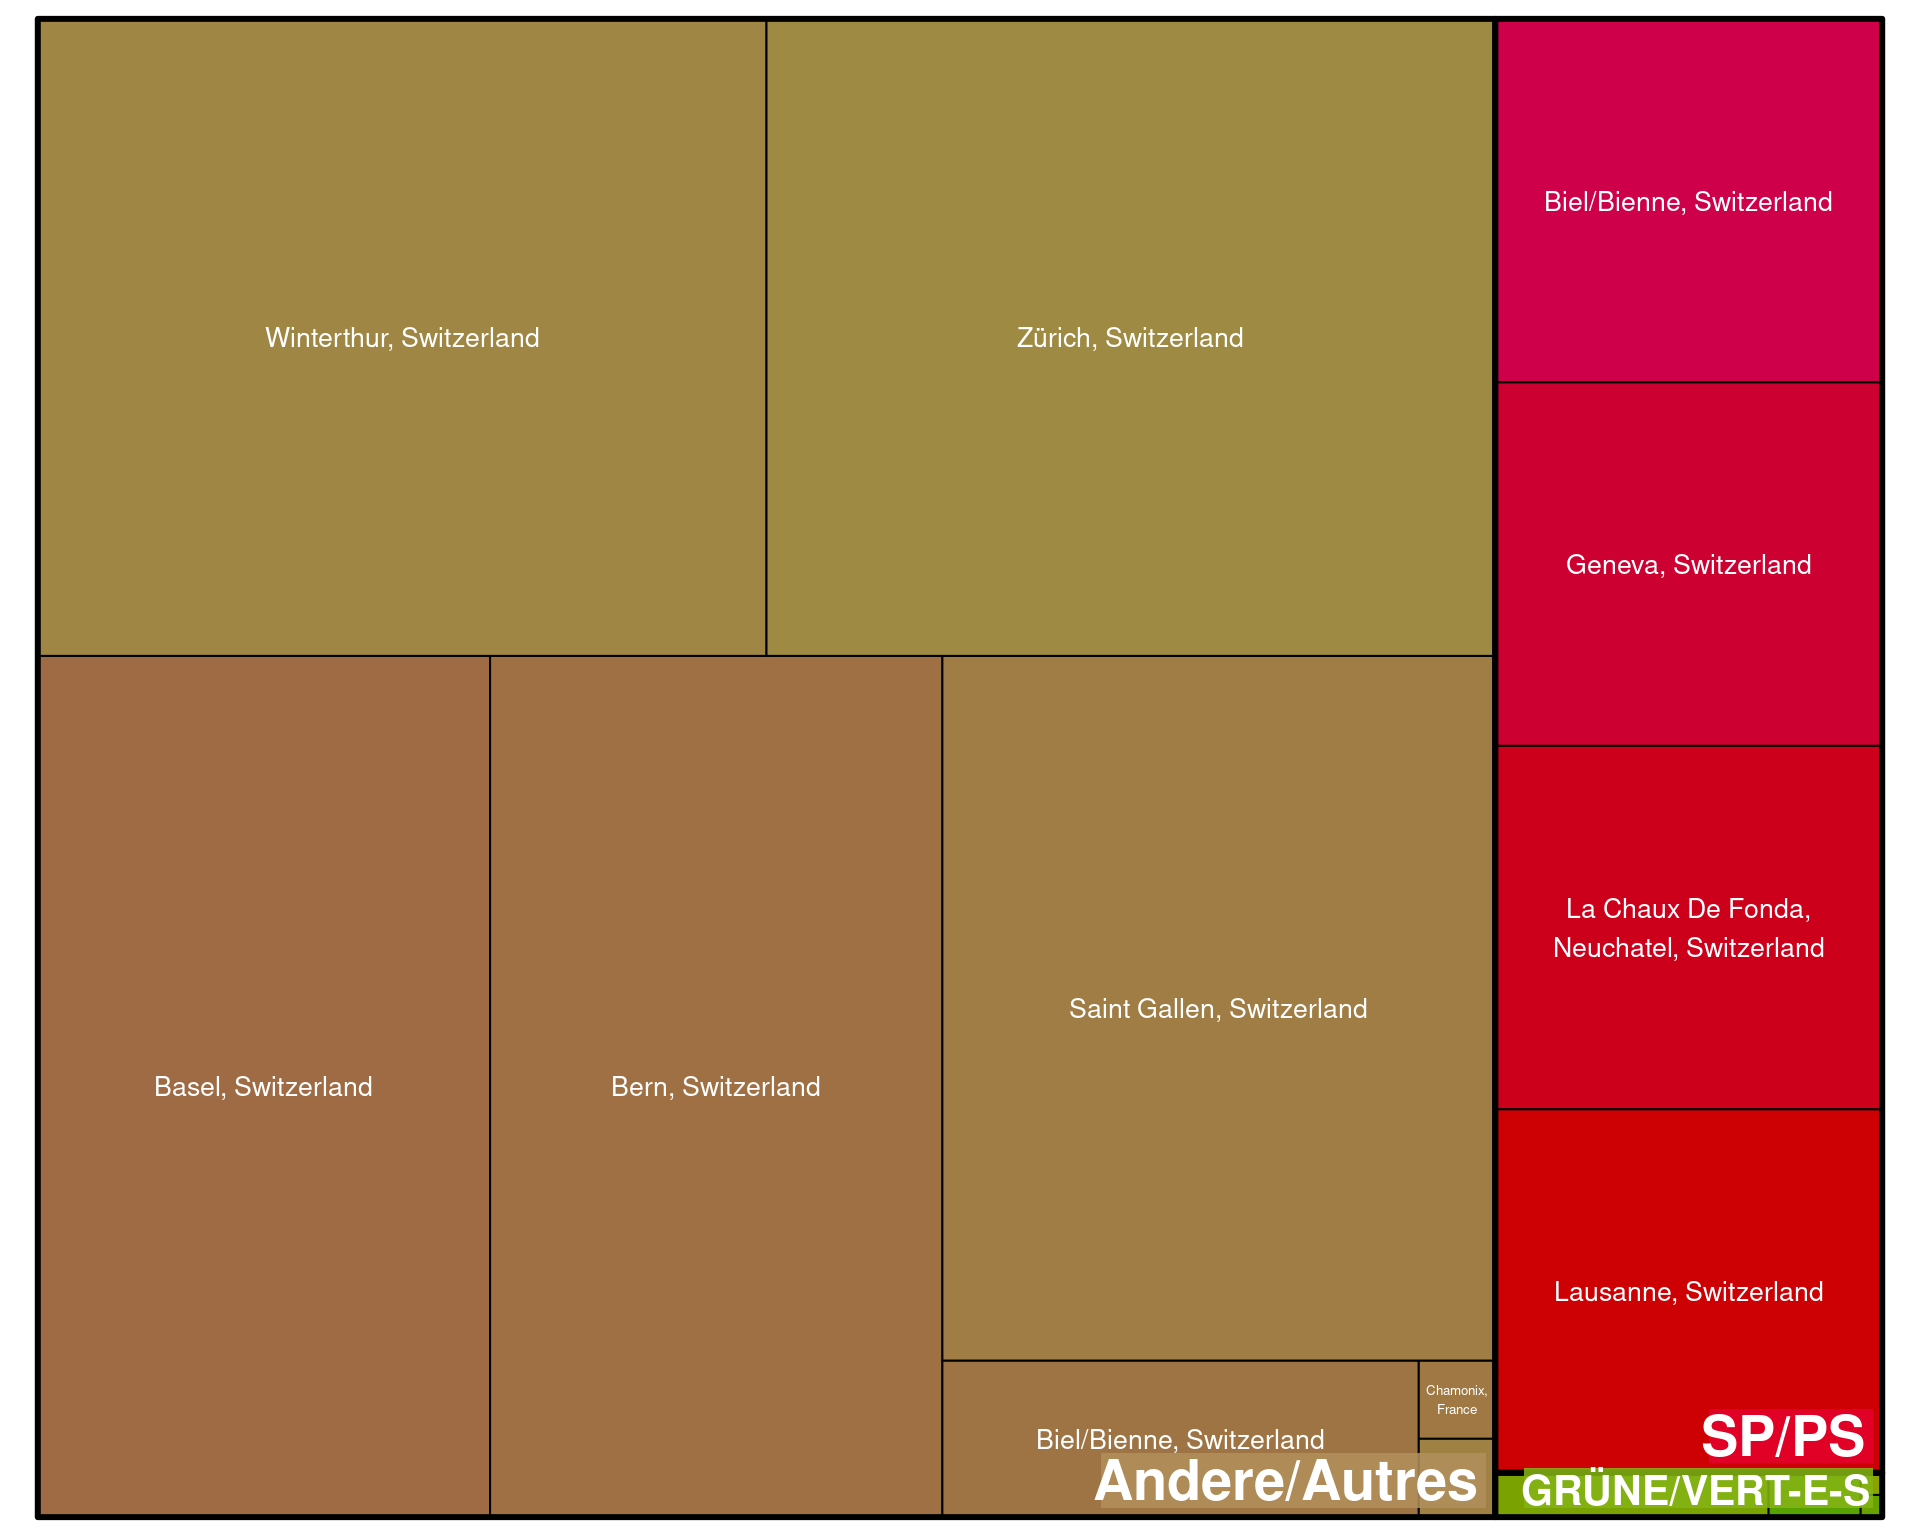 Winterthur, Switzerland
Zürich, Switzerland
Biel/Bienne, Switzerland
Geneva, Switzerland
La Chaux De Fonda,
Neuchatel, Switzerland
Saint Gallen, Switzerland
Basel, Switzerland
Bern, Switzerland
Lausanne, Switzerland
Chamonix,
France
Biel/Bienne, Switzerland
SP/PS
Andere/Autres
GRÜNE/VERT-E-S